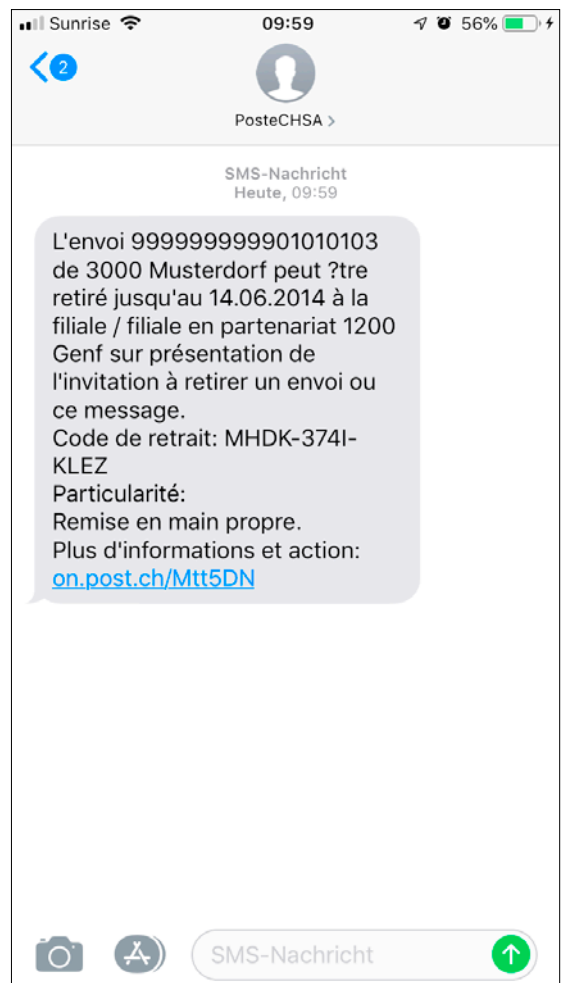 Sunrise 09:59 56%
2
PosteCHSA >
SMS-Nachricht
Heute, 09:59
L'envoi 999999999901010103
de 3000 Musterdorf peut ?tre
retiré jusqu'au 14.06.2014 à la
filiale / filiale en partenariat 1200
Genf sur présentation de
l'invitation à retirer un envoi ou
ce message.
Code de retrait: MHDK-374I-
KLEZ
Particularité:
Remise en main propre.
Plus d'informations et action:
on.post.ch/Mtt5DN
SMS-Nachricht